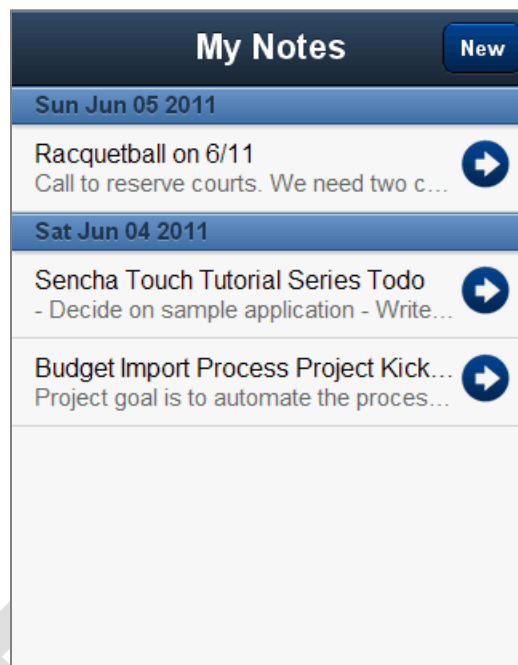 My Notes
New
Sun Jun 05 2011
Racquetball on 6/11
Call to reserve courts. We need two c...
Sat Jun 04 2011
Sencha Touch Tutorial Series Todo
- Decide on sample application - Write...
Budget Import Process Project Kick...
Project goal is to automate the proces...